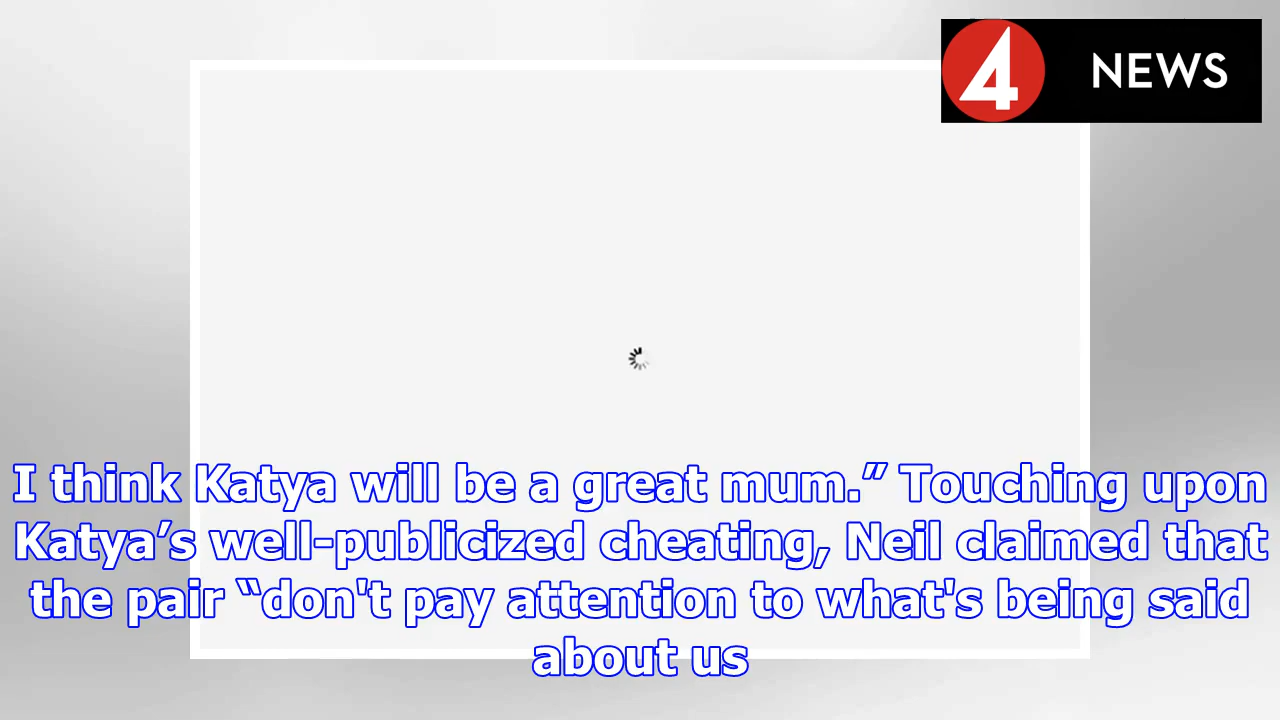 4 NEWS
I think Katya will be a great mum.” Touching upon
Katya’s well-publicized cheating, Neil claimed that
the pair “don't pay attention to what's being said
about us